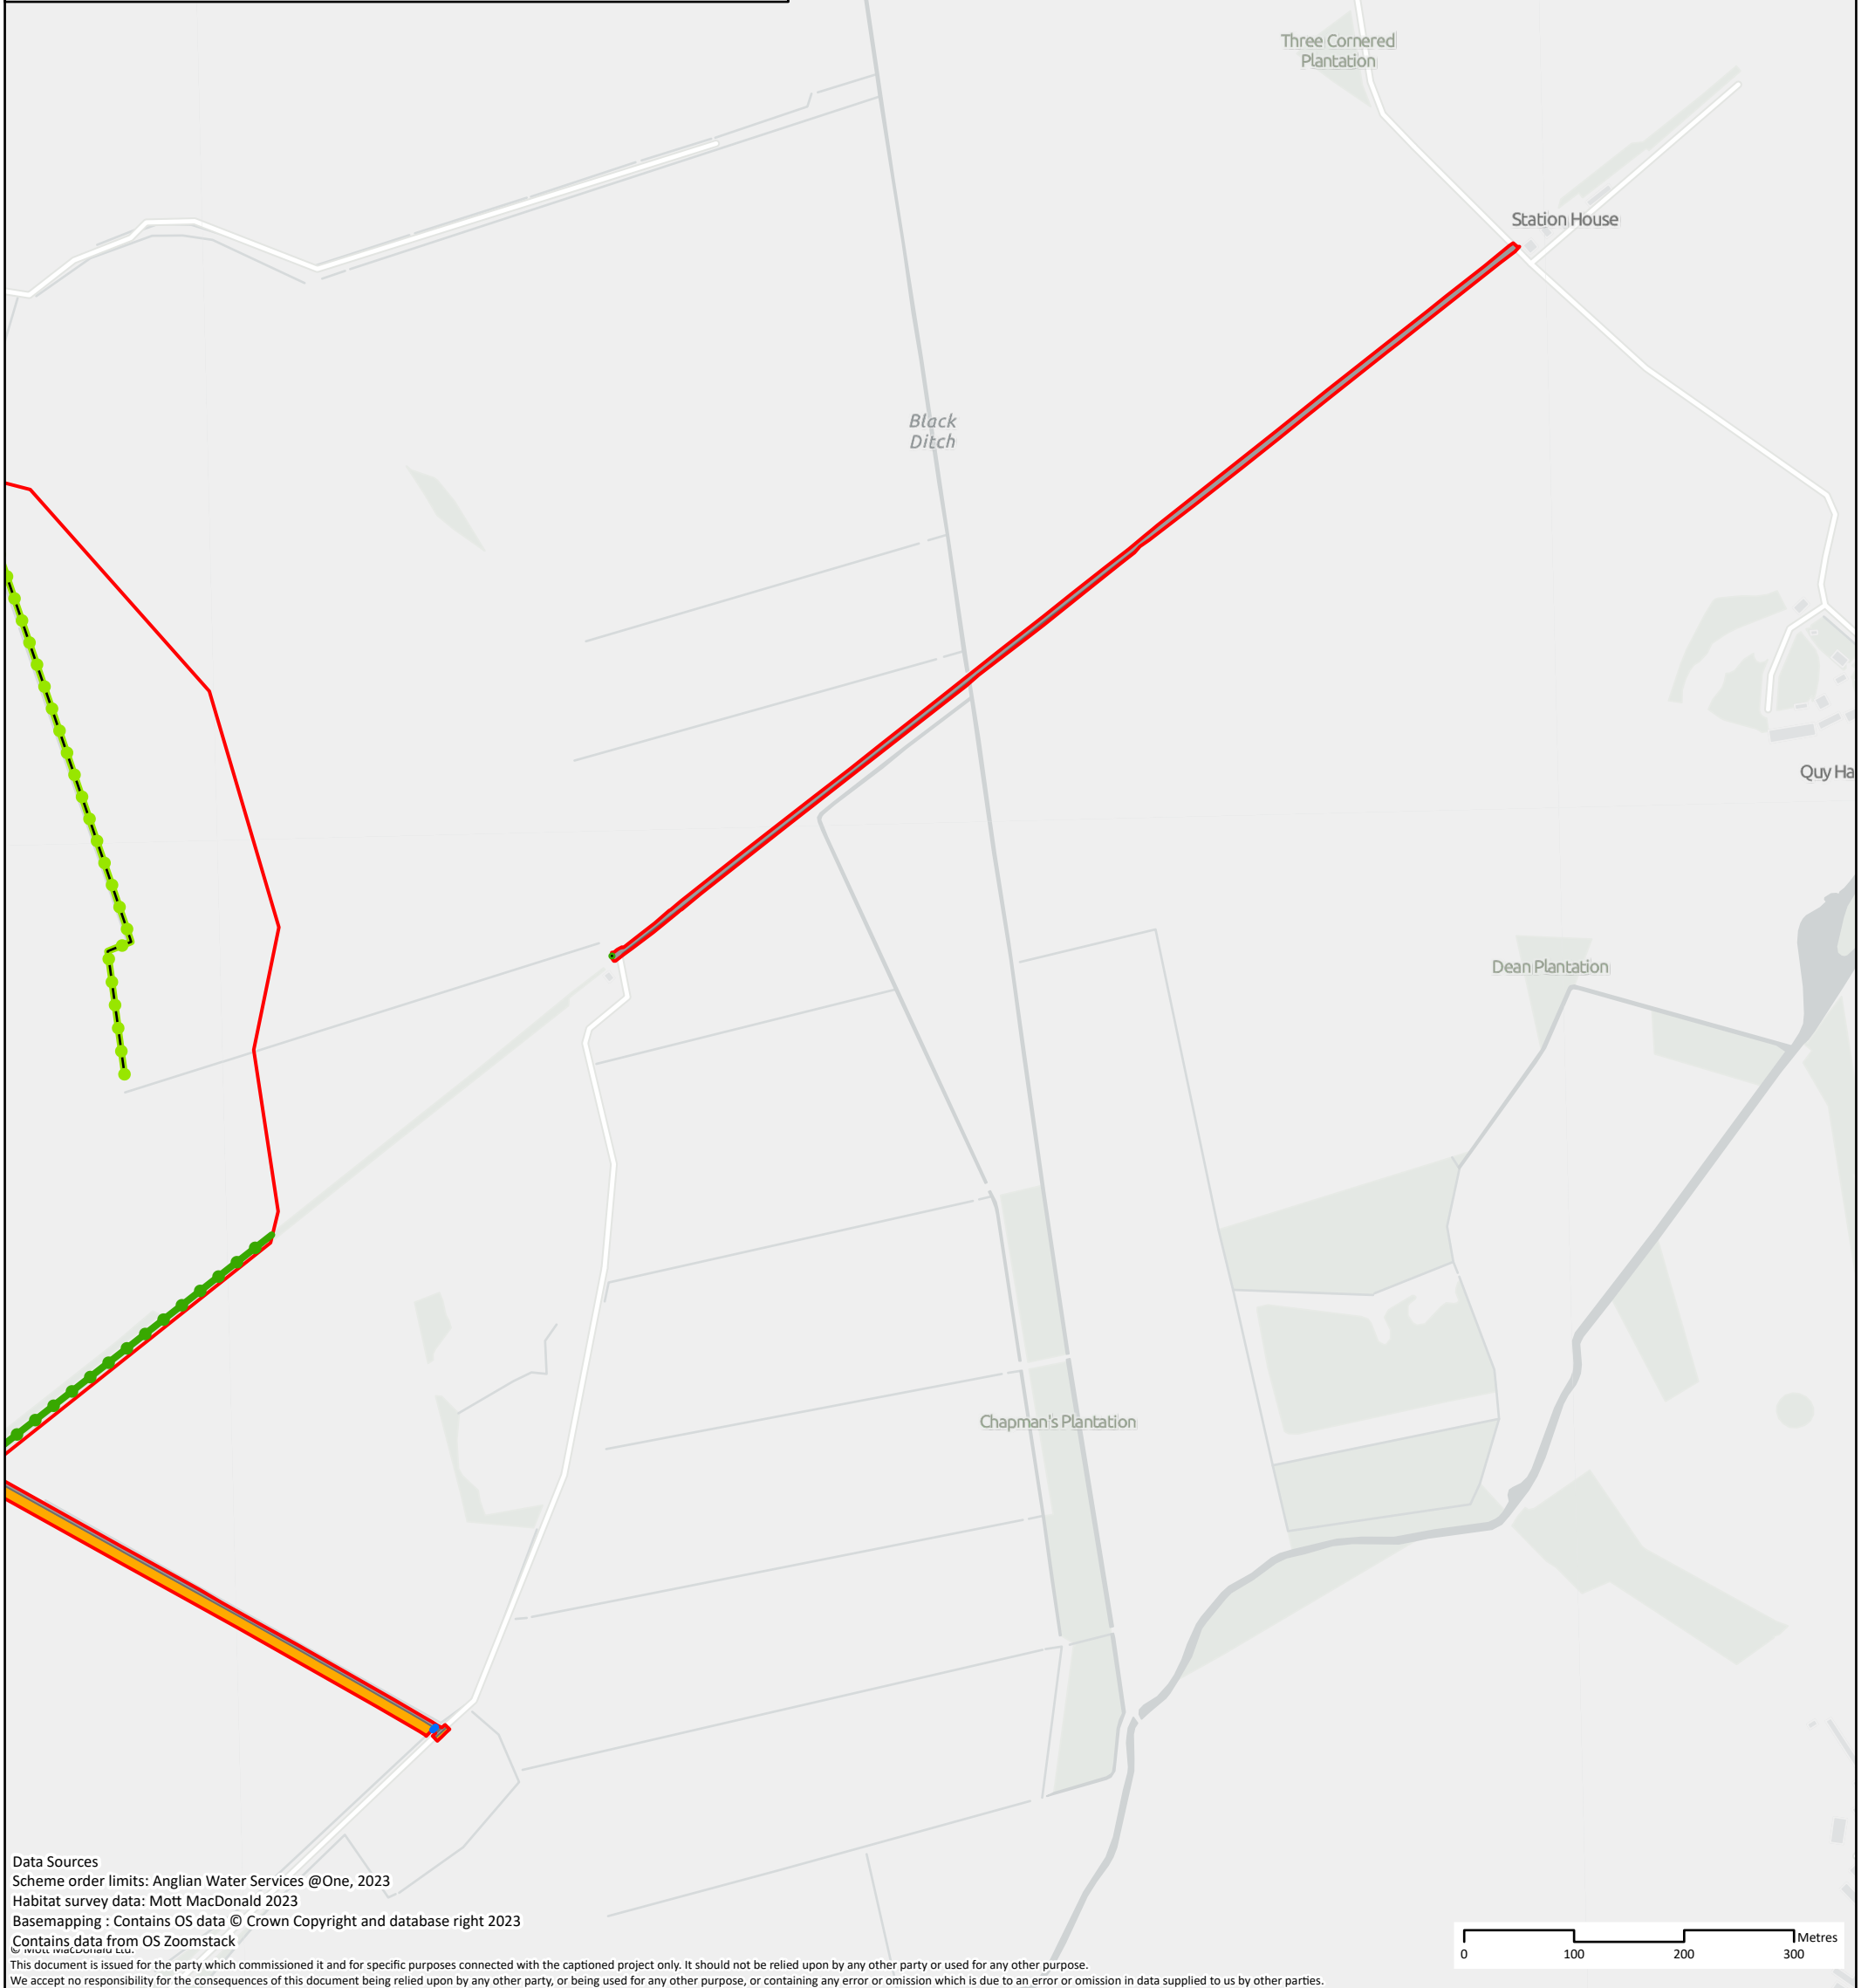 Three Cornered
Plantation
Station House
Black
Ditch
Quy Ha
Dean Plantation
Chapman's Plantation
Data Sources
Scheme order limits: Anglian Water Services @One, 2023
Habitat survey data: Mott MacDonald 2023
Basemapping : Contains OS data © Crown Copyright and database right 2023
Contains data from OS Zoomstack
© Mott MacDonald Ltd.
This document is issued for the party which commissioned it and for specific purposes connected with the captioned project only. It should not be relied upon by any other party or used for any other purpose.
We accept no responsibility for the consequences of this document being relied upon by any other party, or being used for any other purpose, or containing any error or omission which is due to an error or omission in data supplied to us by other parties.
Metres
0 100 200 300